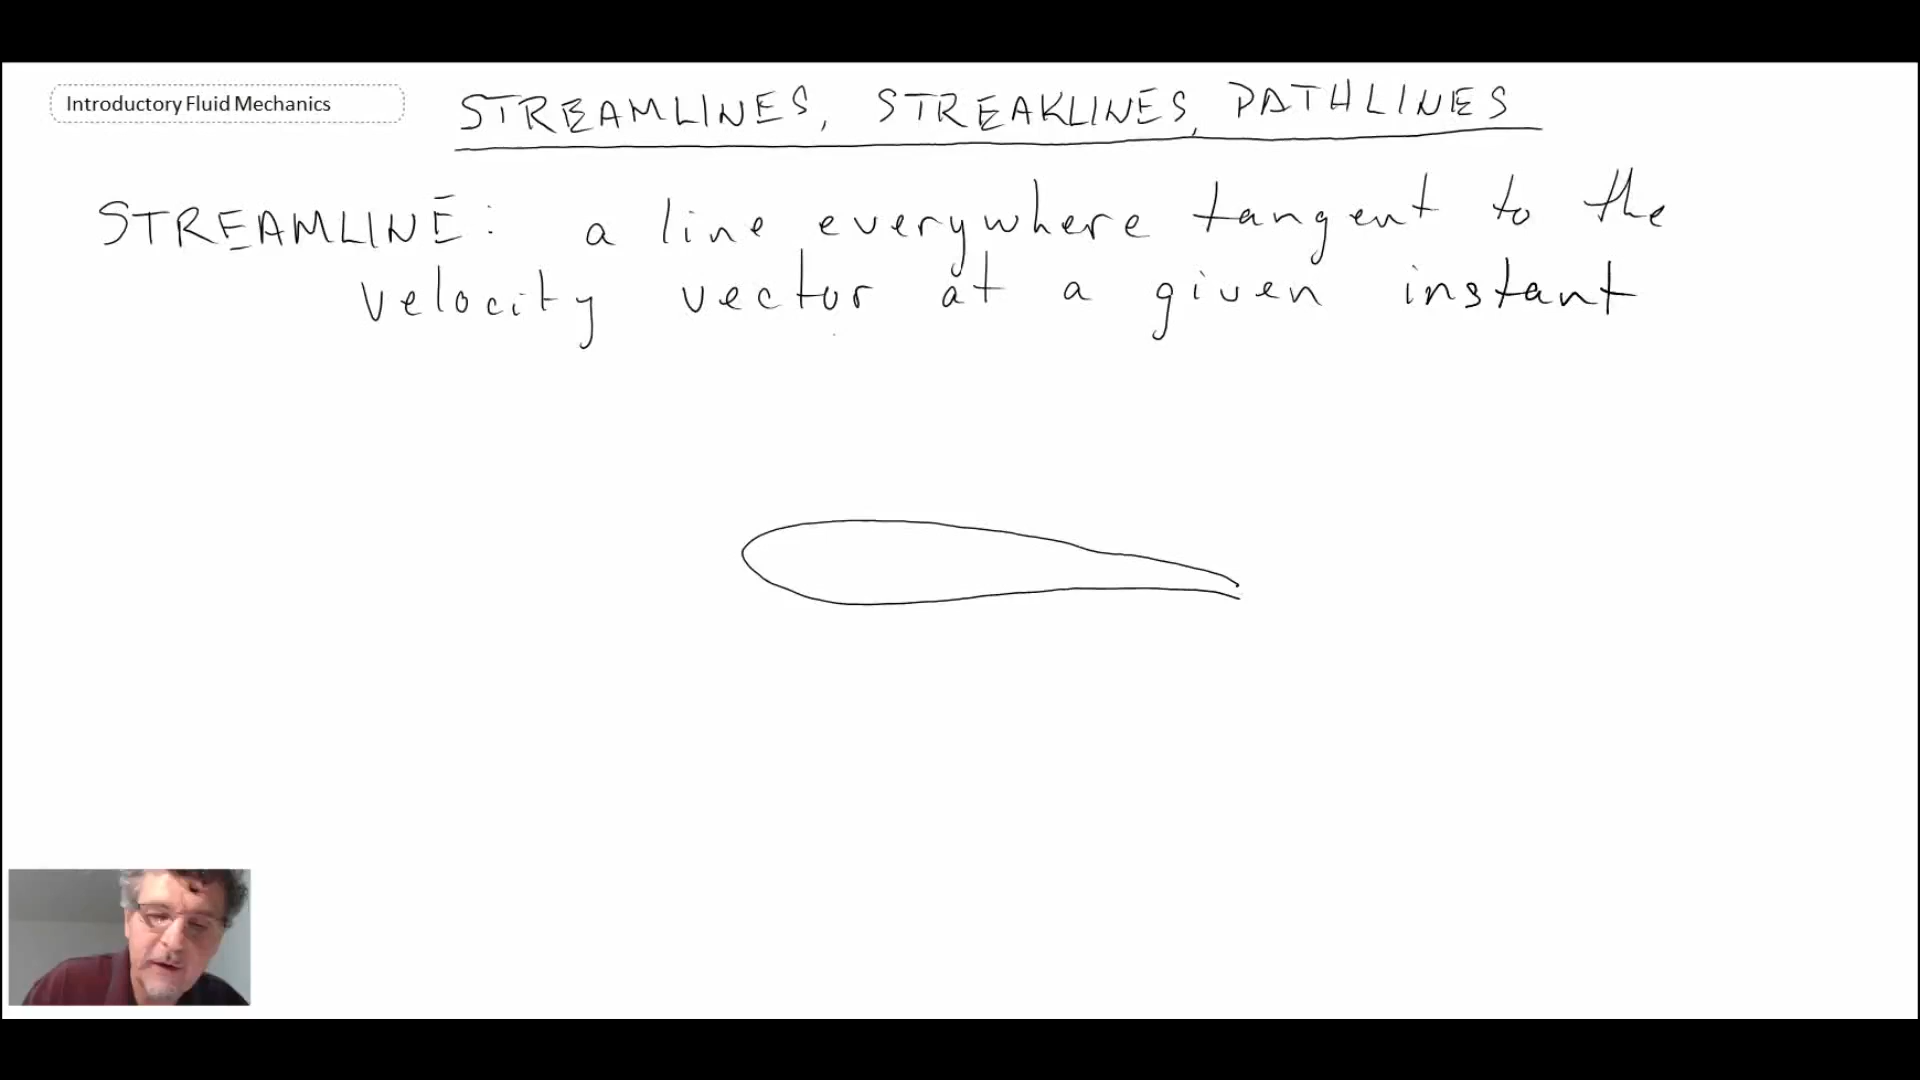 Introductory Fluid Mechanics
STREAMLINES, STREAKLINES, PATHLINES
STREAMLINE: a line everywhere tangent to the
velocity vector at a given instant